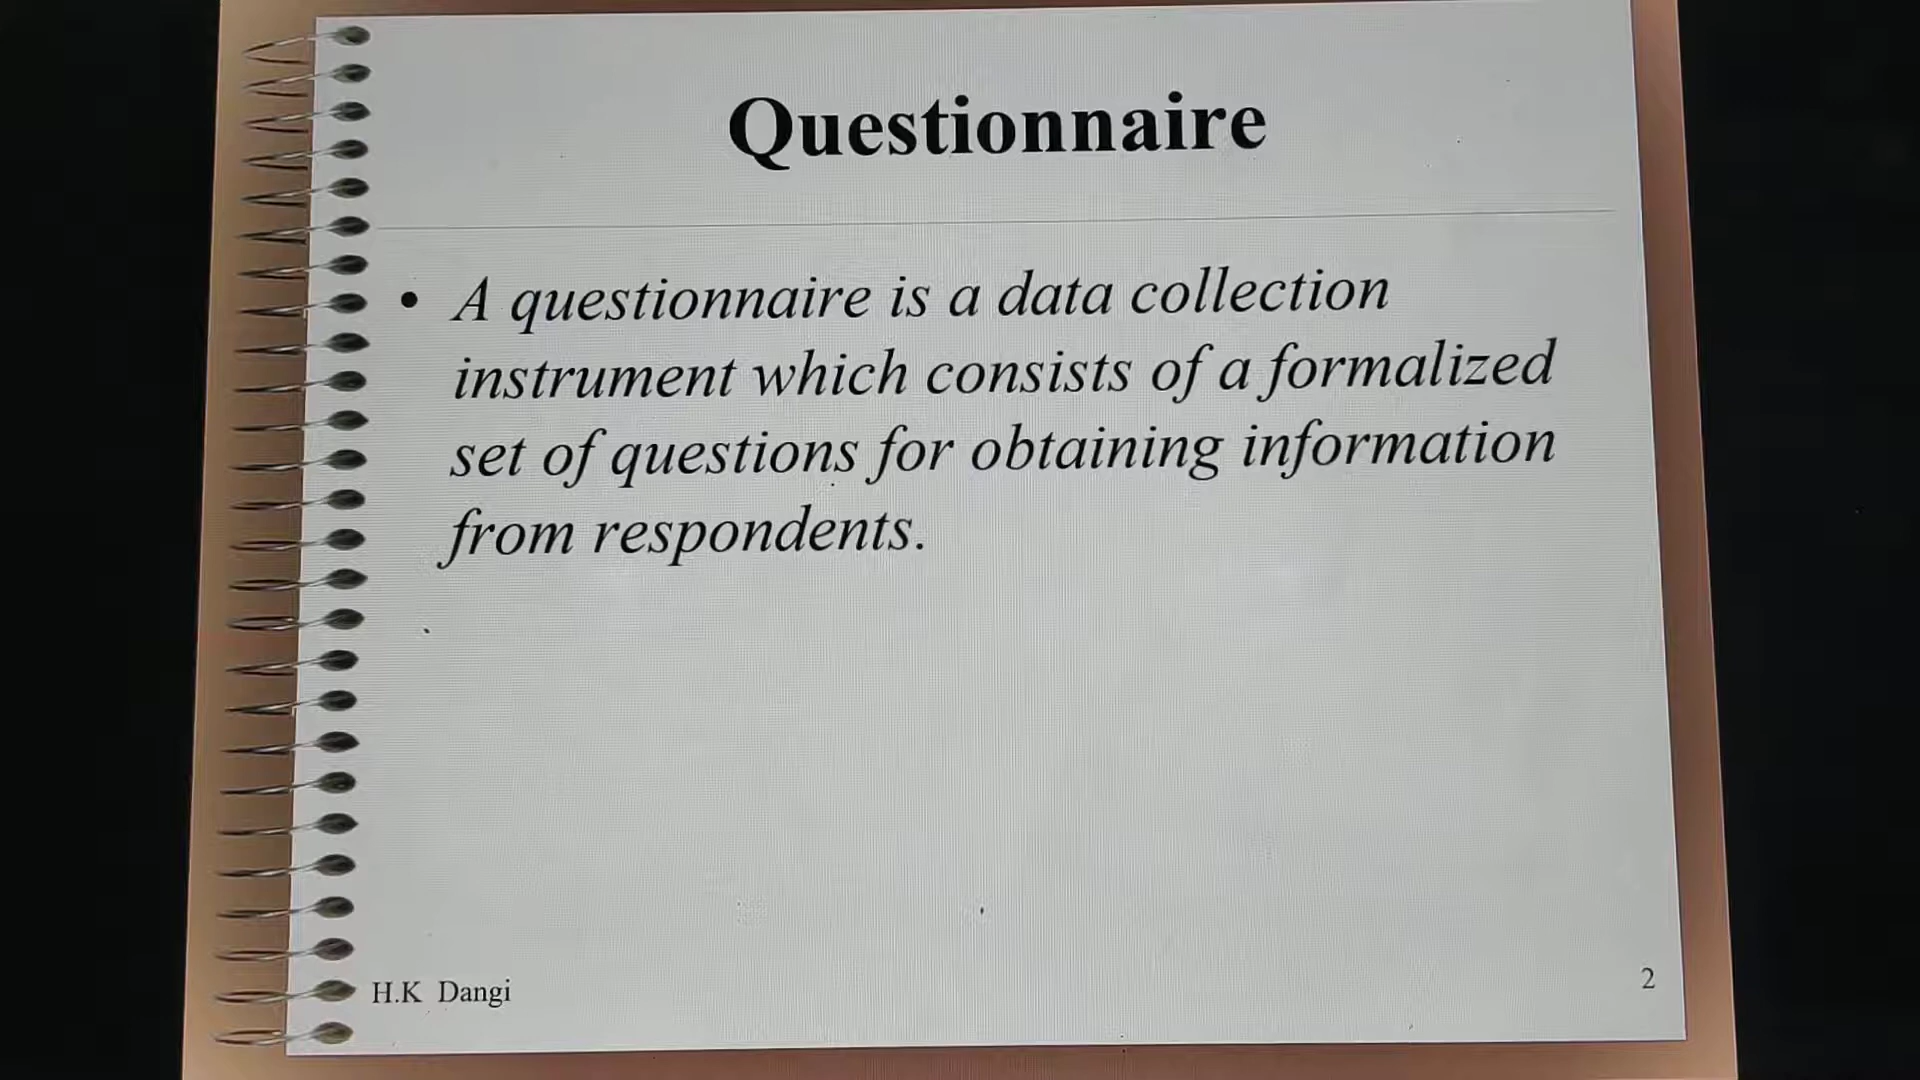 Questionnaire
• A questionnaire is a data collection
instrument which consists of a formalized
set of questions for obtaining information
from respondents.
H.K Dangi
2